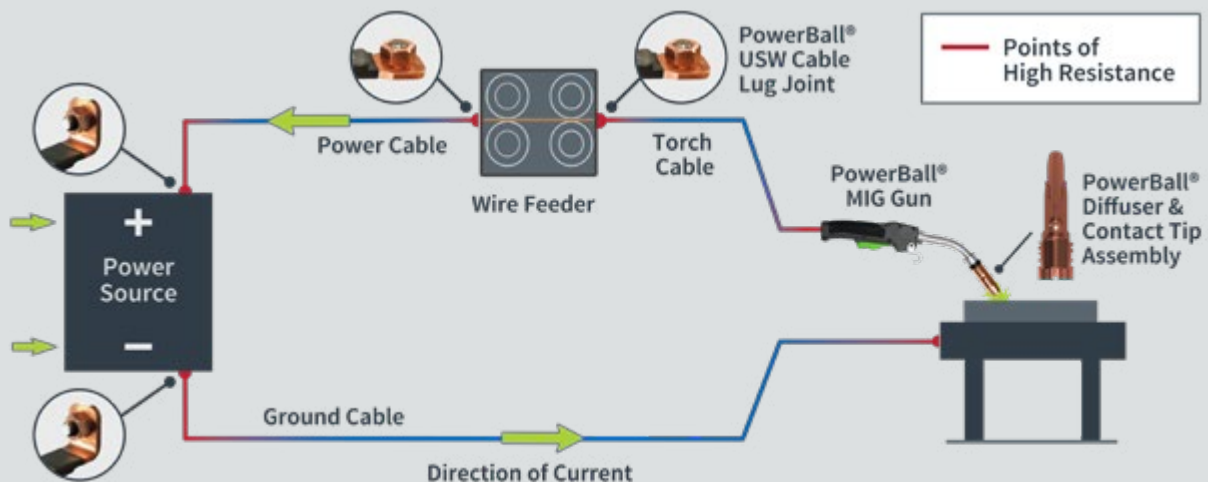 PowerBall®
USW Cable
Lug Joint
Points of
High Resistance
Power Cable
Torch
Cable
Wire Feeder
PowerBall®
MIG Gun
PowerBall®
Diffuser &
Contact Tip
Assembly
+
Power
Source
−
Ground Cable
Direction of Current